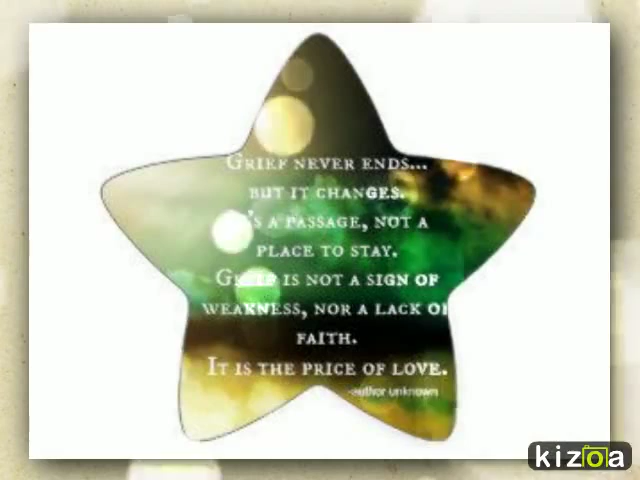 Grief never ends...
but it changes.
It's a passage, not a
place to stay.
Grief is not a sign of
weakness, nor a lack of
faith.
It is the price of love.
-author unknown
kizoa